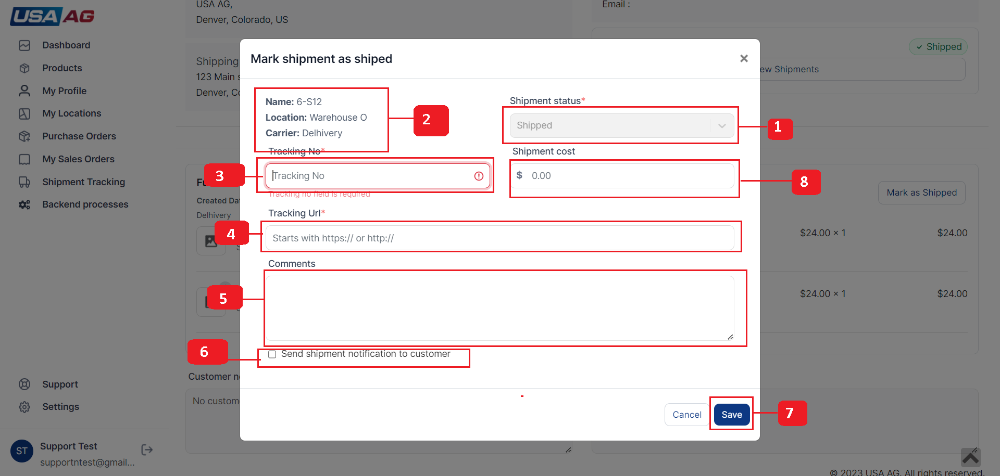 USA AG
Dashboard
Products
My Profile
My Locations
Purchase Orders
My Sales Orders
Shipment Tracking
Backend processes
Support
Settings
ST
Support Test
supportntest@gmail...
USA AG,
Denver, Colorado, US
Email :
Shipping
123 Main
Denver,
Shipped
ew Shipments
Mark shipment as shiped
×
Name: 6-S12
Location: Warehouse O
Carrier: Delhivery
2
Shipment status*
Shipped
1
Tracking No*
Tracking No
3
Tracking no field is required
Shipment cost
$ 0.00
8
Tracking Url*
Starts with https:// or http://
4
Comments
5
Send shipment notification to customer
6
Cancel
Save
7
Created Da
Delhivery
Mark as Shipped
$24.00 × 1
$24.00
$24.00 × 1
$24.00
Customer n
No custom
© 2023 USA AG. All rights reserved.